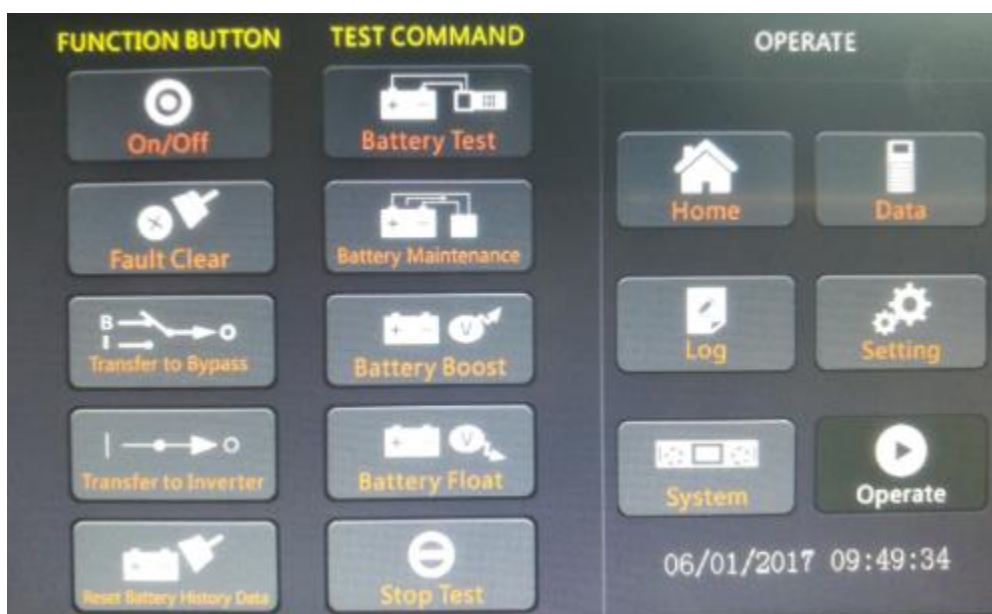 FUNCTION BUTTON
TEST COMMAND
OPERATE
On/Off
Battery Test
Home
Data
Fault Clear
Battery Maintenance
B
I
Transfer to Bypass
V
Battery Boost
Log
Setting
Transfer to Inverter
V
Battery Float
System
Operate
Reset Battery History Data
Stop Test
06/01/2017 09:49:34